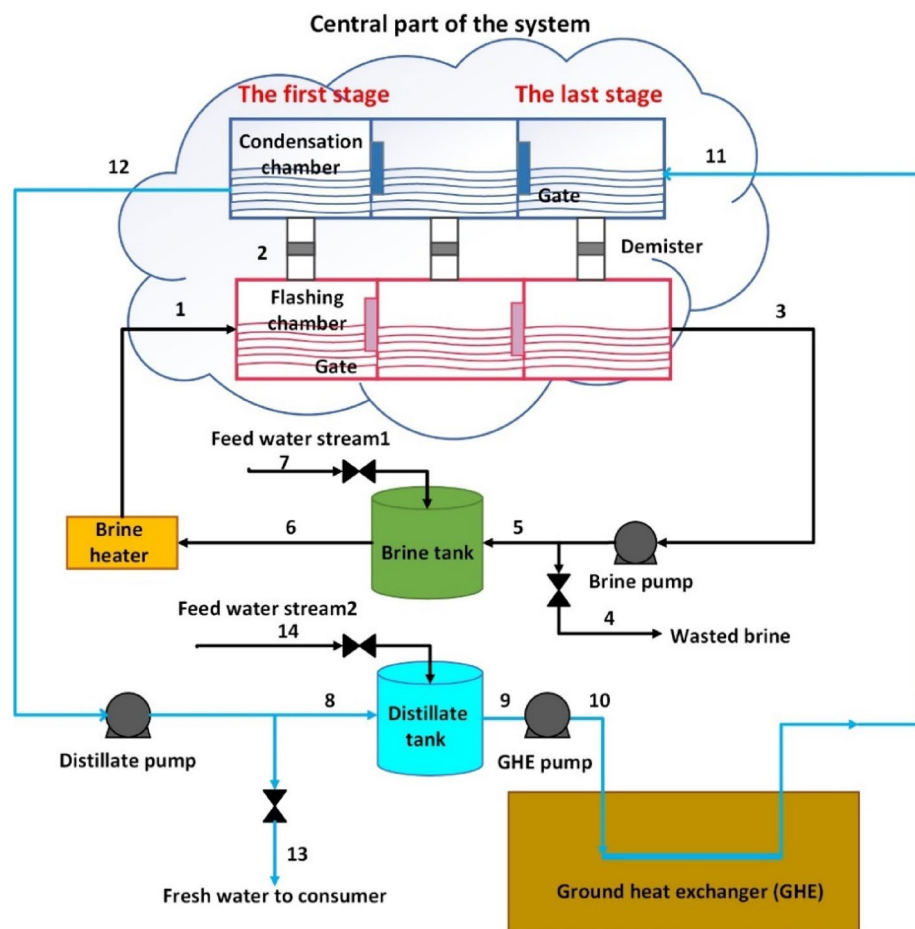 Central part of the system
The first stage
The last stage
Condensation
chamber
12
11
Gate
2
Demister
Flashing
chamber
1
3
Gate
Feed water stream1
7
Brine
heater
6
Brine tank
5
Brine pump
4
Wasted brine
Feed water stream2
14
8
Distillate
tank
9
10
Distillate pump
GHE pump
13
Fresh water to consumer
Ground heat exchanger (GHE)